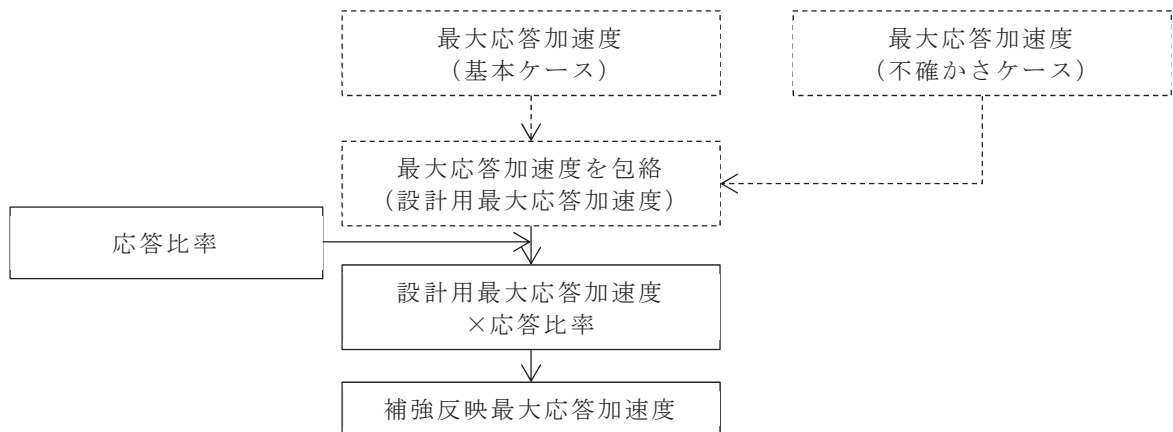 最大応答加速度
（基本ケース）
最大応答加速度
（不確かさケース）
最大応答加速度を包絡
（設計用最大応答加速度）
応答比率
設計用最大応答加速度
×応答比率
補強反映最大応答加速度